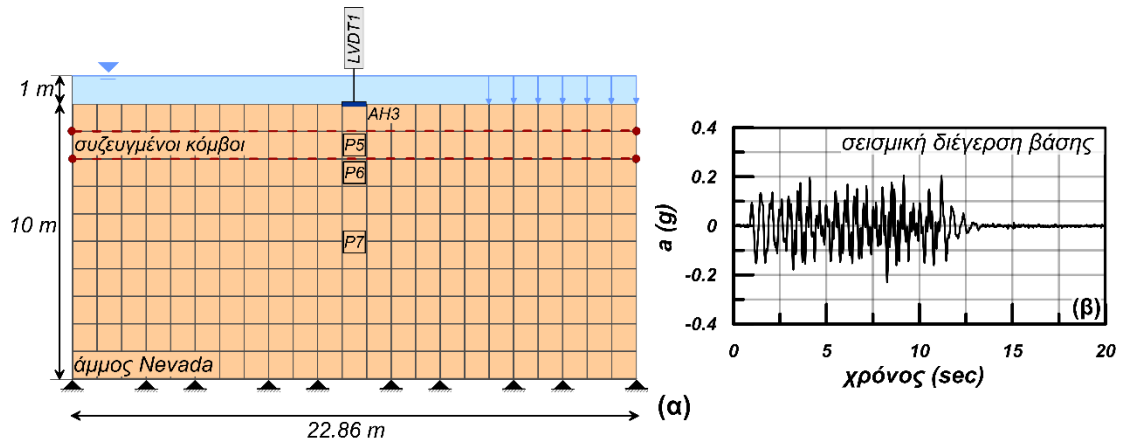 LVDT1
1 m
AH3
συζευγμένοι κόμβοι
P5
P6
10 m
P7
άμμος Nevada
22.86 m
(α)
σεισμική διέγερση βάσης
0.4
0.2
0
-0.2
-0.4
a (g)
(β)
0 5 10 15 20
χρόνος (sec)